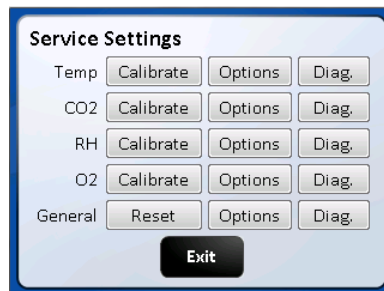 Service Settings
Temp Calibrate Options Diag.
CO2 Calibrate Options Diag.
RH Calibrate Options Diag.
O2 Calibrate Options Diag.
General Reset Options Diag.
Exit